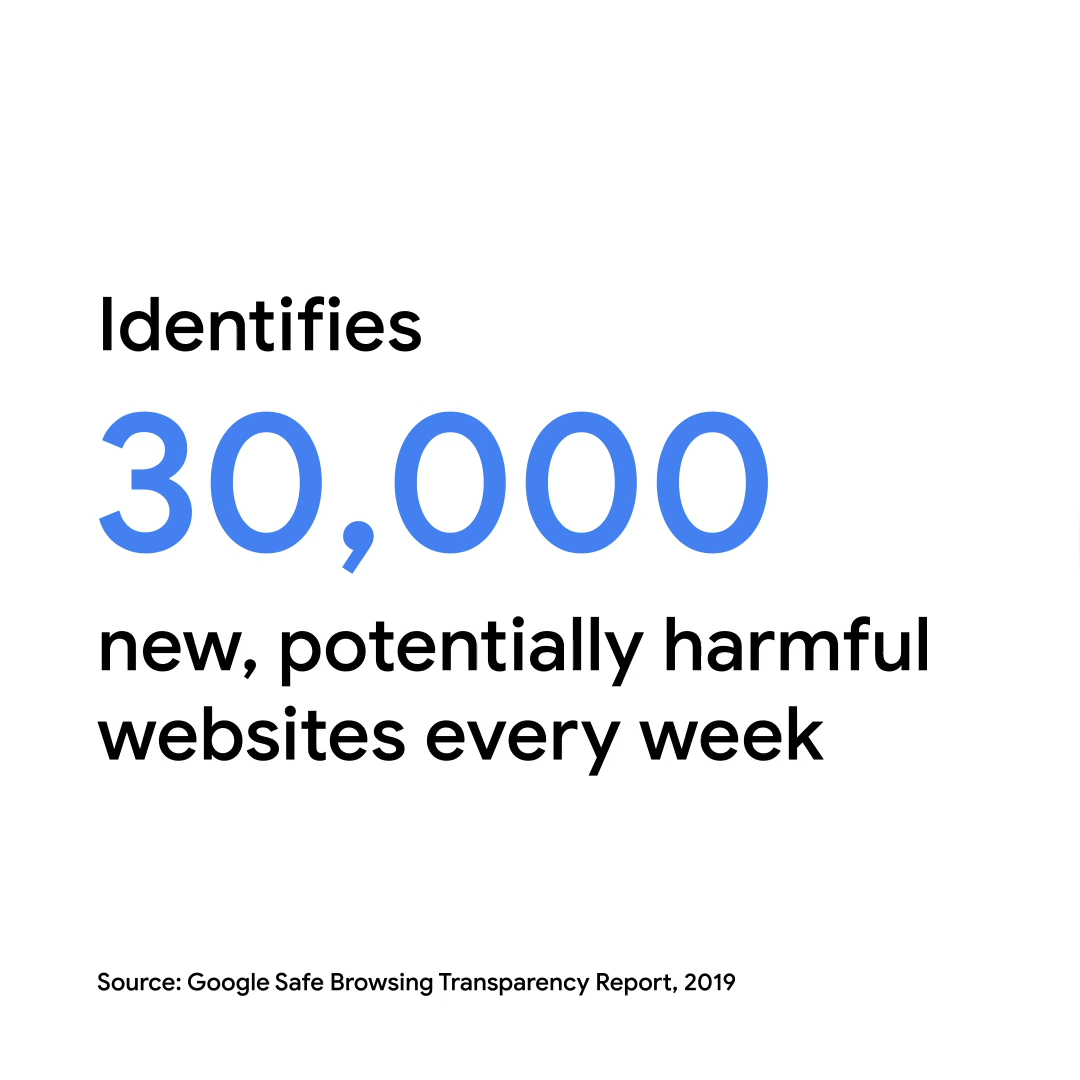 Identifies
30,000
new, potentially harmful
websites every week
Source: Google Safe Browsing Transparency Report, 2019